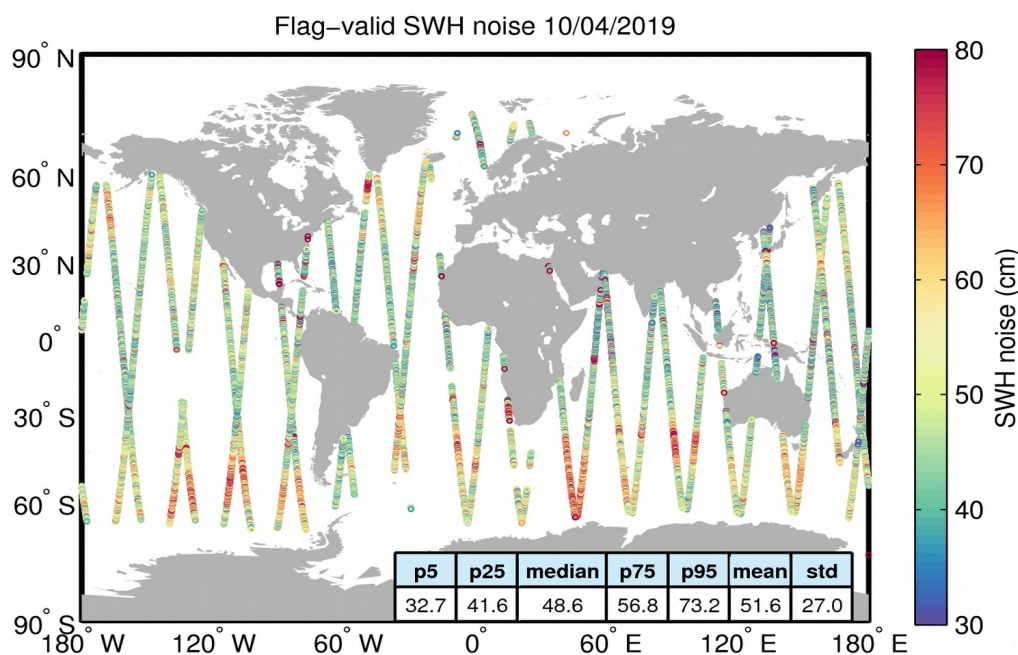 Flag−valid SWH noise 10/04/2019
90° N
60° N
30° N
0°
30° S
60° S
90° S
180° W
120° W
60° W
0°
60° E
120° E
180° E
80
70
60
50
40
30
SWH noise (cm)
p5 p25 median p75 p95 mean std
32.7 41.6 48.6 56.8 73.2 51.6 27.0